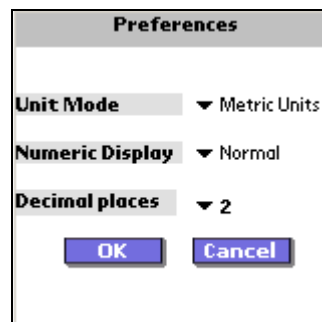 Preferences
Unit Mode Metric Units
Numeric Display Normal
Decimal places 2
OK Cancel